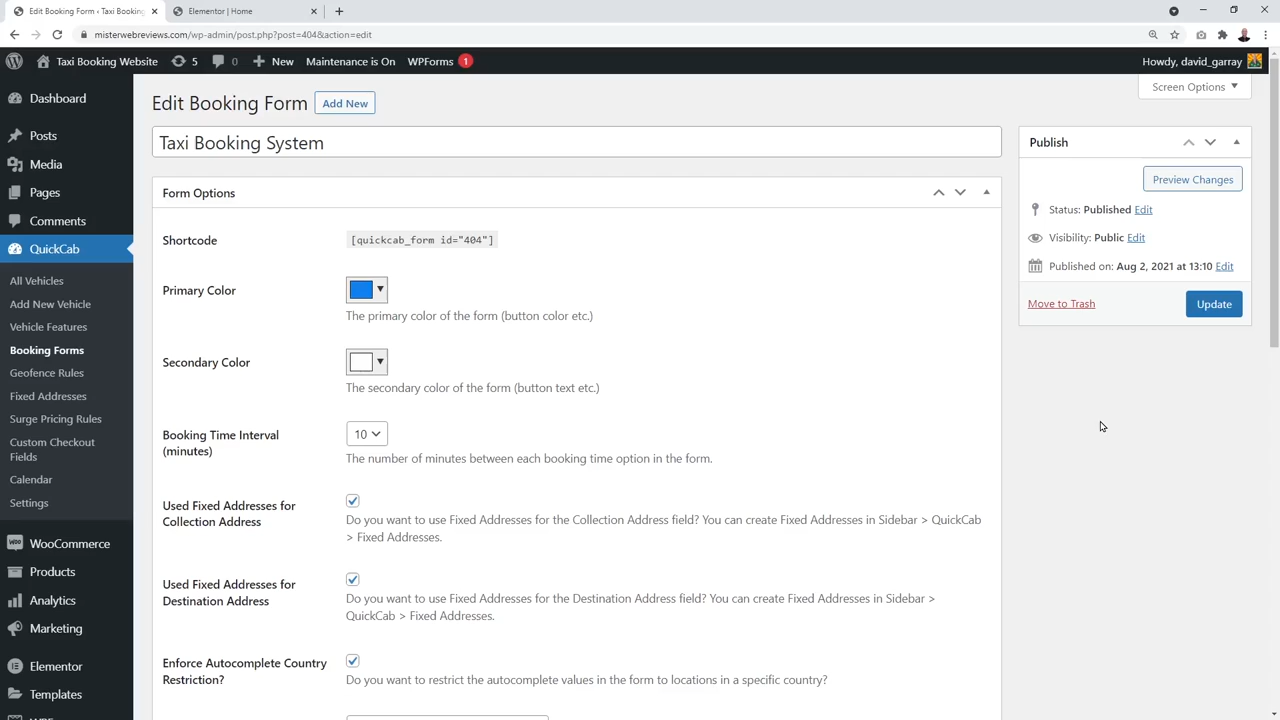 Edit Booking Form ‹ Taxi Booking
Elementor | Home
misterwebreviews.com/wp-admin/post.php?post=404&action=edit
Taxi Booking Website
5
0
New
Maintenance is On
WPForms
1
Howdy, david_garray
Dashboard
Posts
Media
Pages
Comments
QuickCab
All Vehicles
Add New Vehicle
Vehicle Features
Booking Forms
Geofence Rules
Fixed Addresses
Surge Pricing Rules
Custom Checkout
Fields
Calendar
Settings
WooCommerce
Products
Analytics
Marketing
Elementor
Templates
Screen Options
Edit Booking Form
Add New
Taxi Booking System
Form Options
Shortcode
[quickcab_form id="404"]
Primary Color
The primary color of the form (button color etc.)
Secondary Color
The secondary color of the form (button text etc.)
Booking Time Interval
(minutes)
10
The number of minutes between each booking time option in the form.
Used Fixed Addresses for
Collection Address
Do you want to use Fixed Addresses for the Collection Address field? You can create Fixed Addresses in Sidebar > QuickCab
> Fixed Addresses.
Used Fixed Addresses for
Destination Address
Do you want to use Fixed Addresses for the Destination Address field? You can create Fixed Addresses in Sidebar >
QuickCab > Fixed Addresses.
Enforce Autocomplete Country
Restriction?
Do you want to restrict the autocomplete values in the form to locations in a specific country?
Publish
Preview Changes
Status: Published Edit
Visibility: Public Edit
Published on: Aug 2, 2021 at 13:10 Edit
Move to Trash
Update